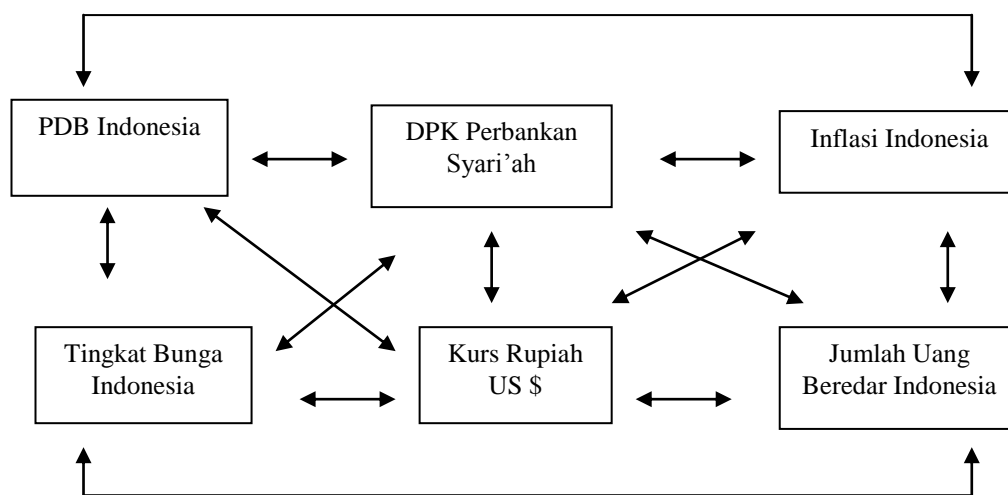 PDB Indonesia
DPK Perbankan
Syari’ah
Inflasi Indonesia
Tingkat Bunga
Indonesia
Kurs Rupiah
US $
Jumlah Uang
Beredar Indonesia